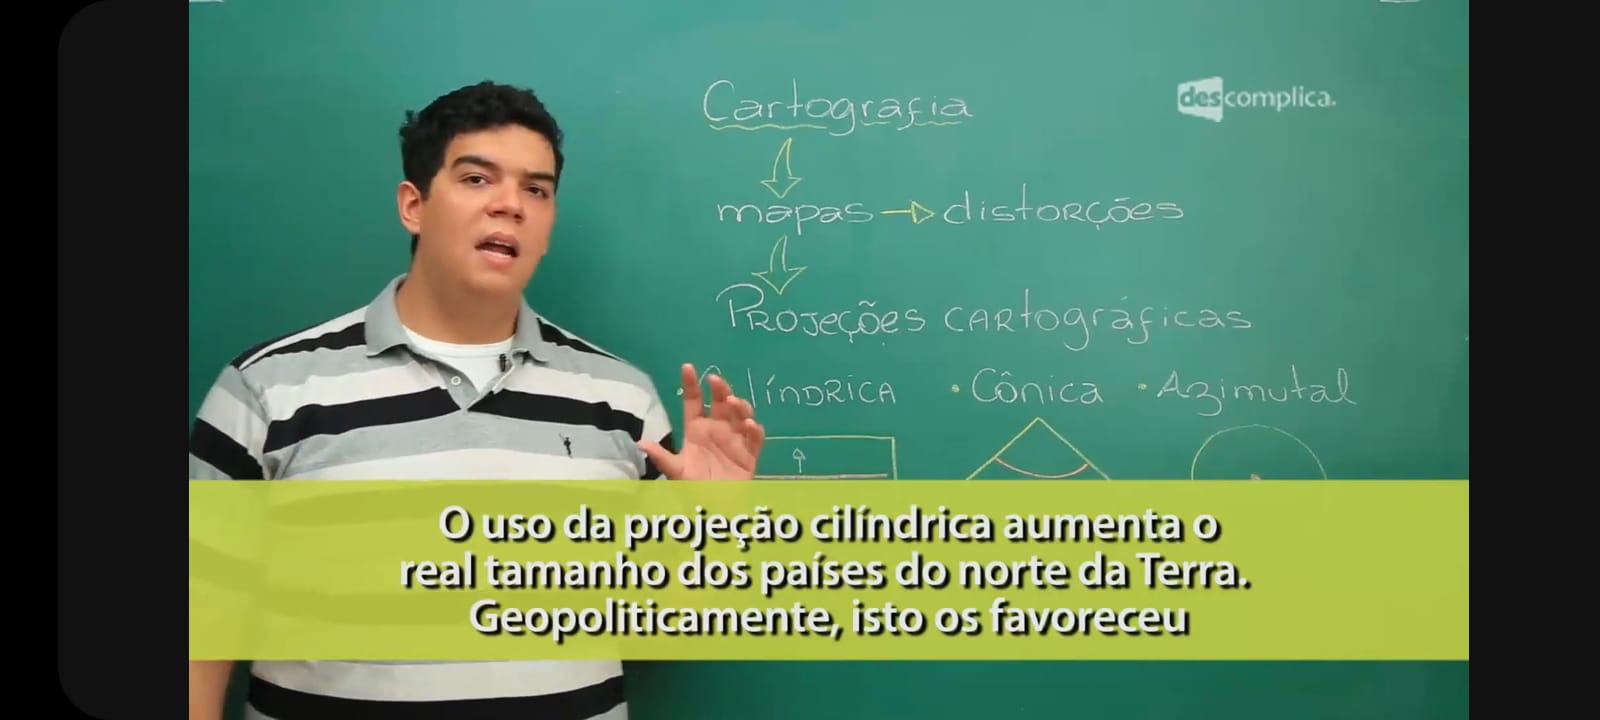 Cartografia
descomplica.
mapas → distorções
Projeções cartográficas
• Cilíndrica • Cônica • Azimutal
O uso da projeção cilíndrica aumenta o
real tamanho dos países do norte da Terra.
Geopoliticamente, isto os favoreceu